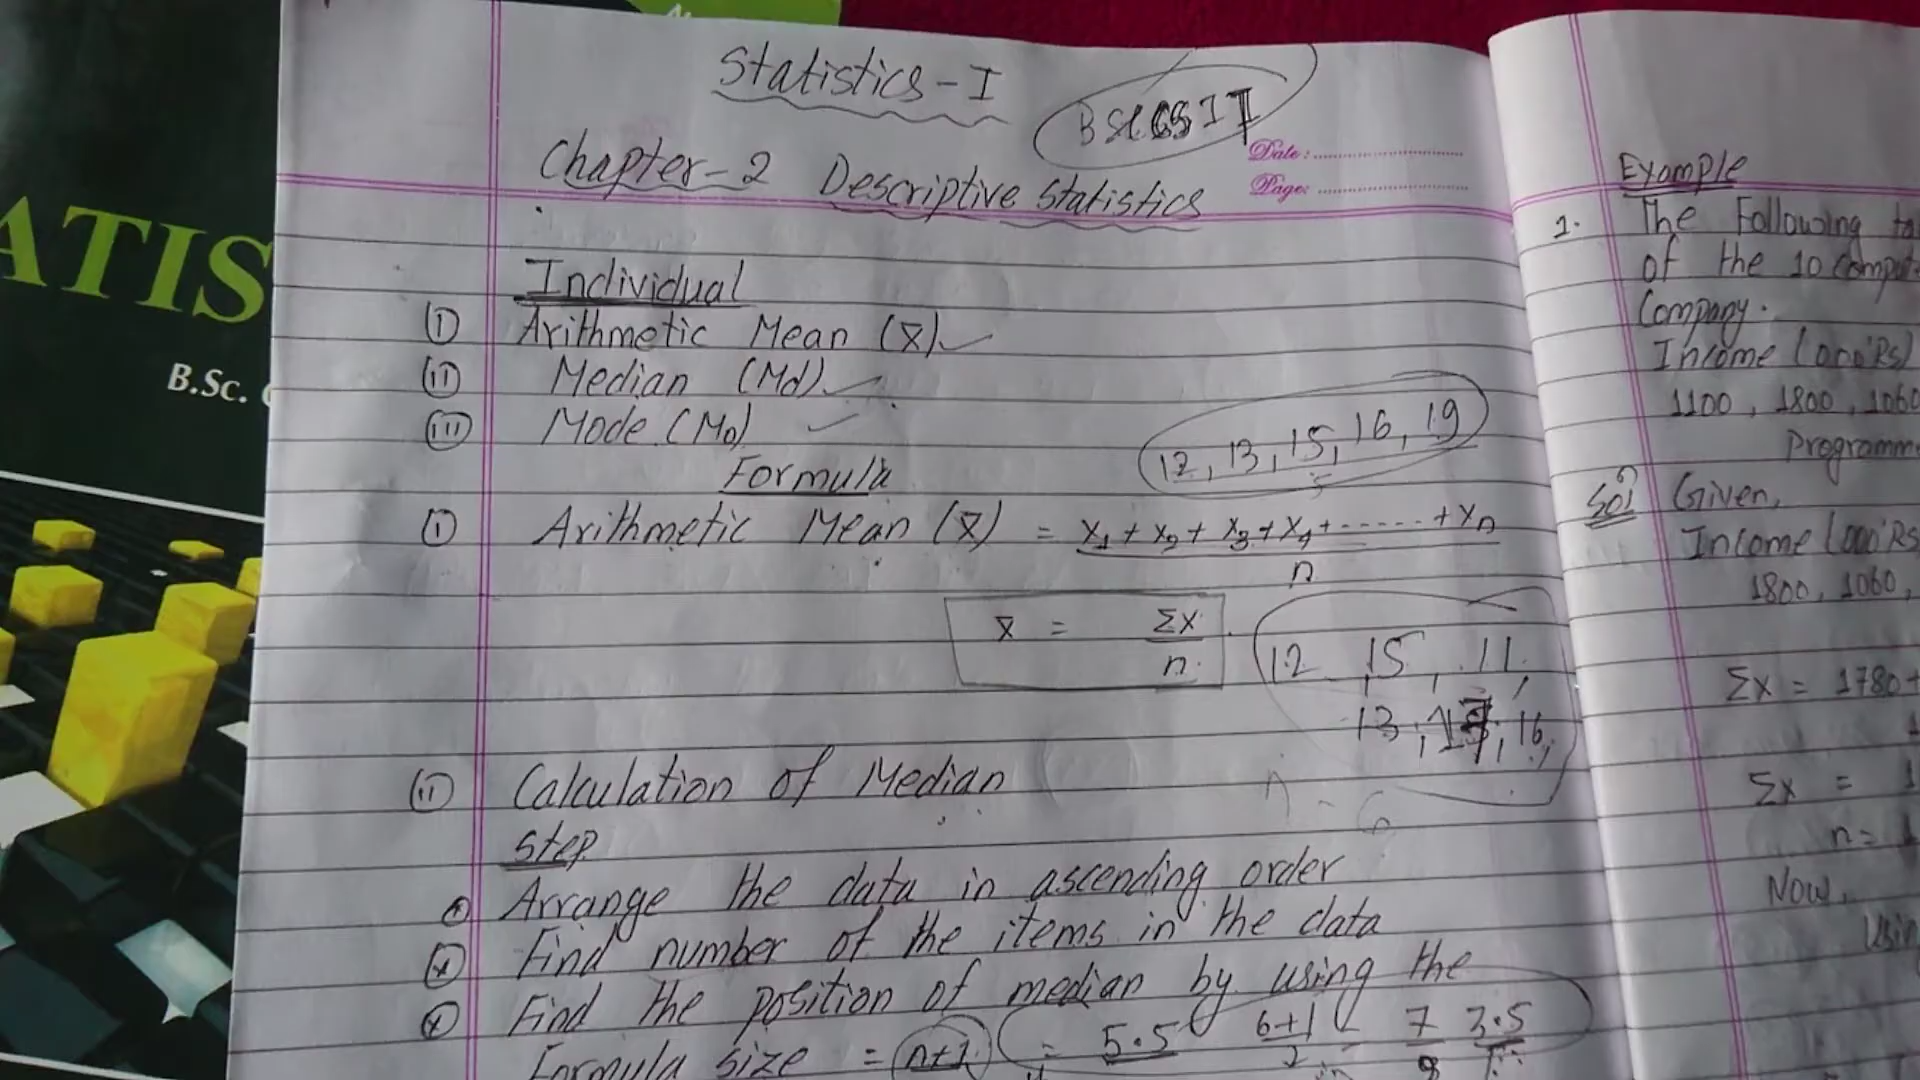 ATIS
B.Sc.
Statistics-I
BSc CSIT
Date:
Page:
Chapter-2 Descriptive Statistics
Individual
(i) Arithmetic Mean (x̄)
(ii) Median (Md)
(iii) Mode (Mo)
12, 13, 15, 16, 19
Formula
(i) Arithmetic Mean (x̄) = x₁ + x₂ + x₃ + x₄ + ------ + xₙ
n
x̄ = Σx
n
12, 15, 11,
13, 16,
(ii) Calculation of Median
Step
Arrange the data in ascending order
Find number of the items in the data
Find the position of median by using the
Formula size = (n+1) = 5.5 6+1 7 3.5
2
Example
1. The Following
of the 10
Company.
Income (000'Rs)
1100, 1800, 1060
Given,
Income (000'Rs
1800, 1060,
Σx = 1780+
Σx =
n =
Now,